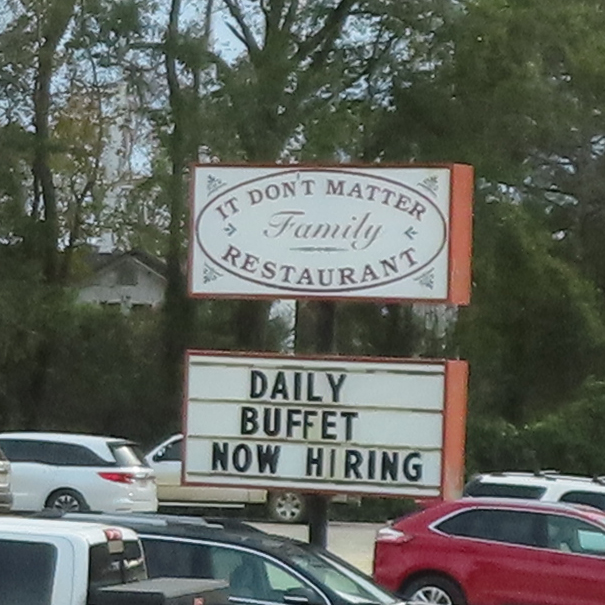 IT DON'T MATTER
Family
RESTAURANT
DAILY
BUFFET
NOW HIRING